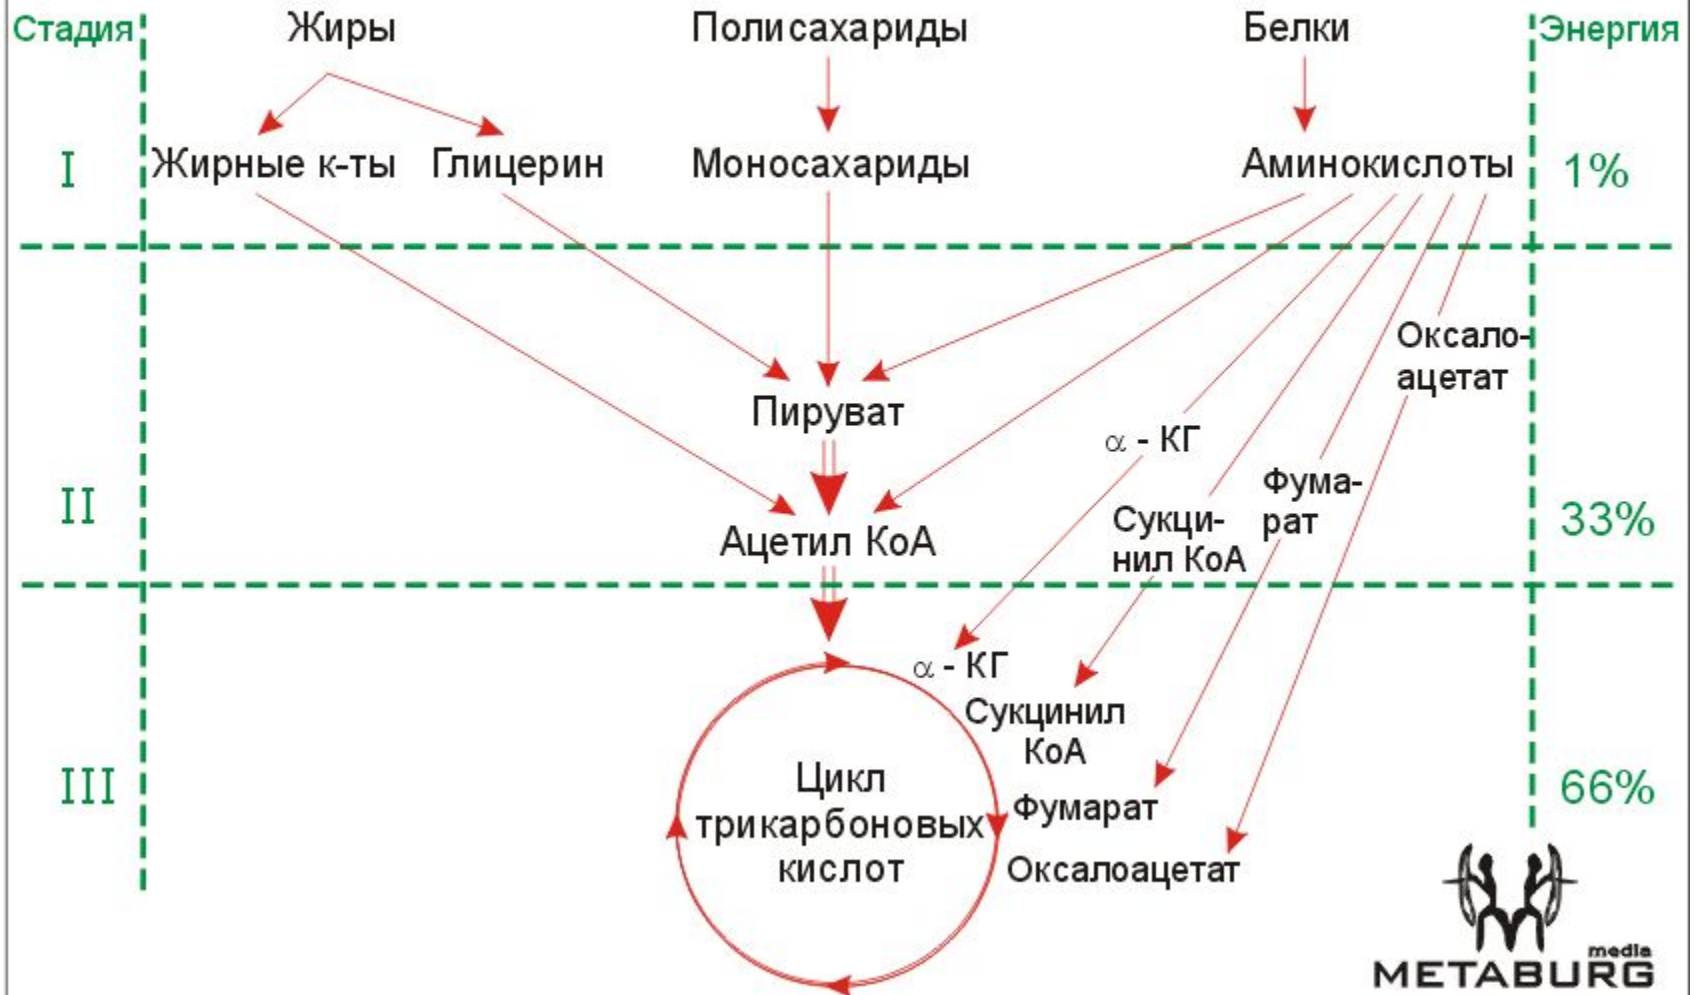 Стадия Жиры Полисахариды Белки Энергия
I Жирные к-ты Глицерин Моносахариды Аминокислоты 1%
Оксало-
ацетат
Пируват
α - КГ
Фума-
рат
II Ацетил КоА 33%
Сукци-
нил КоА
α - КГ
Сукцинил
КоА
III 66%
Цикл
трикарбоновых
кислот
Фумарат
Оксалоацетат
media
METABURG